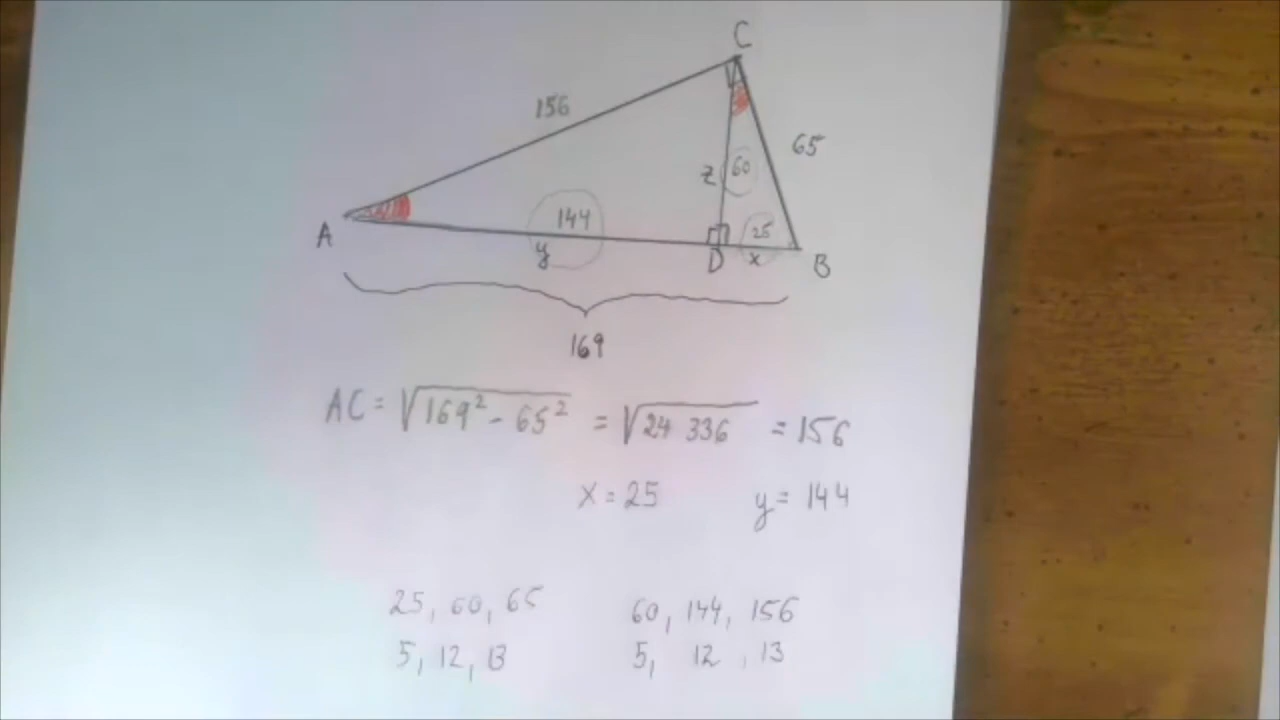 C
156
65
z 60
A
144
25
y
D
x
B
169
AC = √169² - 65² = √24 336 = 156
x = 25 y = 144
25, 60, 65 60, 144, 156
5, 12, 13 5, 12, 13